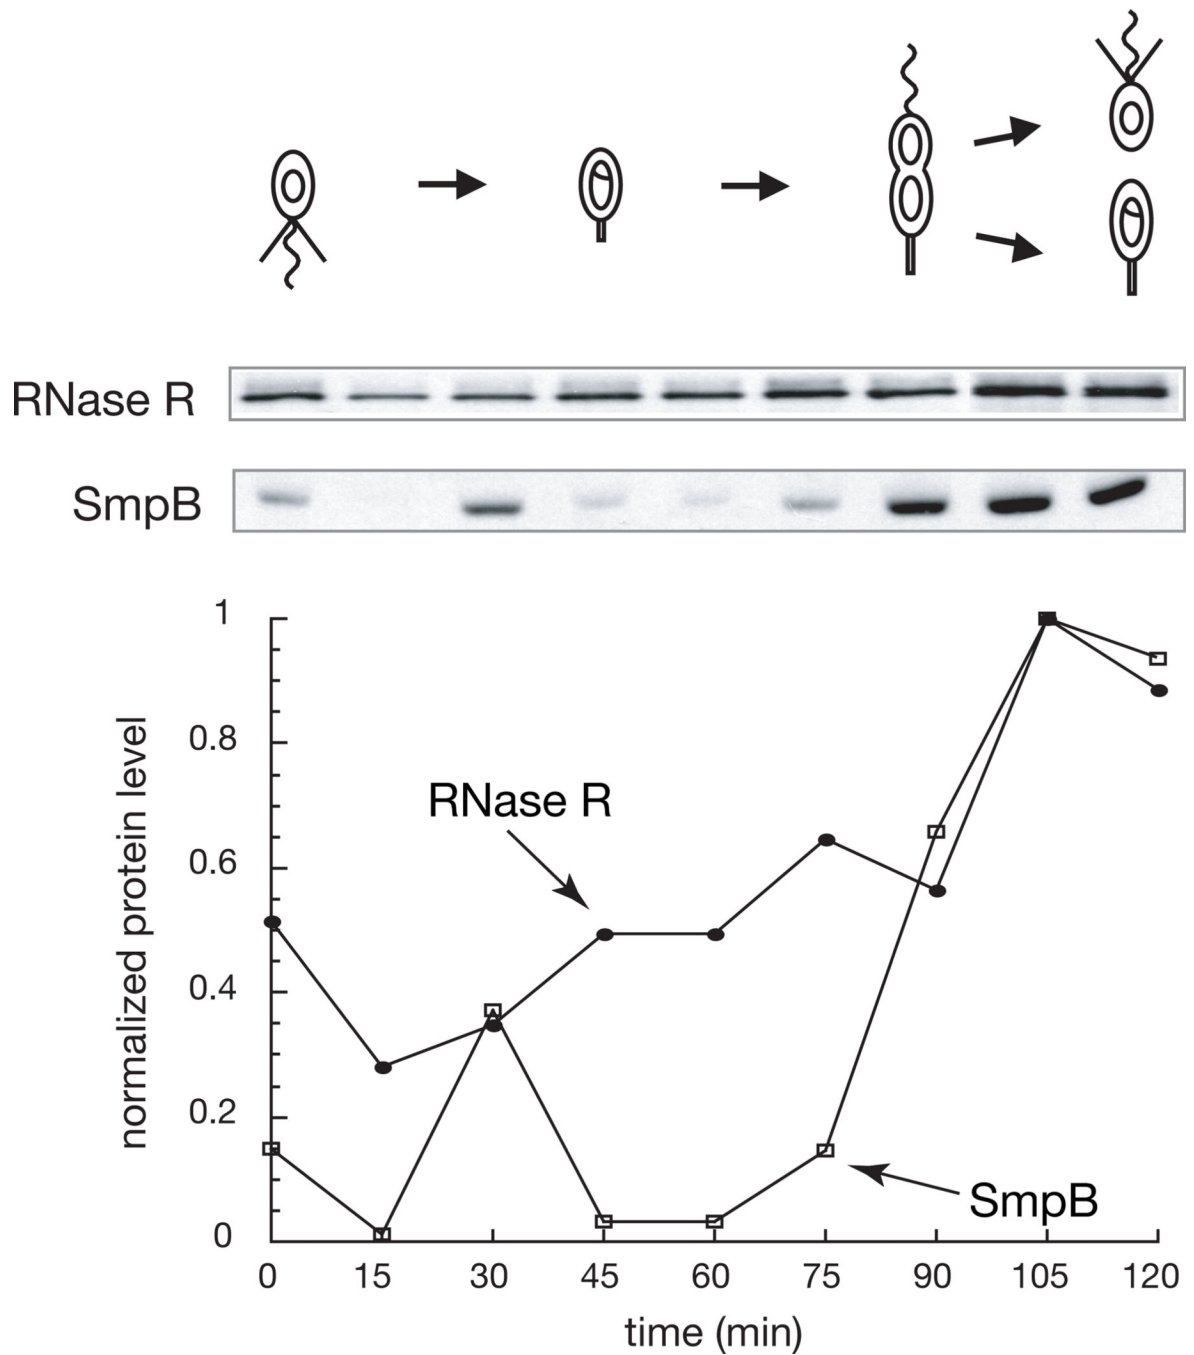 RNase R
SmpB
1
0.8
0.6
0.4
0.2
0
normalized protein level
RNase R
SmpB
0 15 30 45 60 75 90 105 120
time (min)